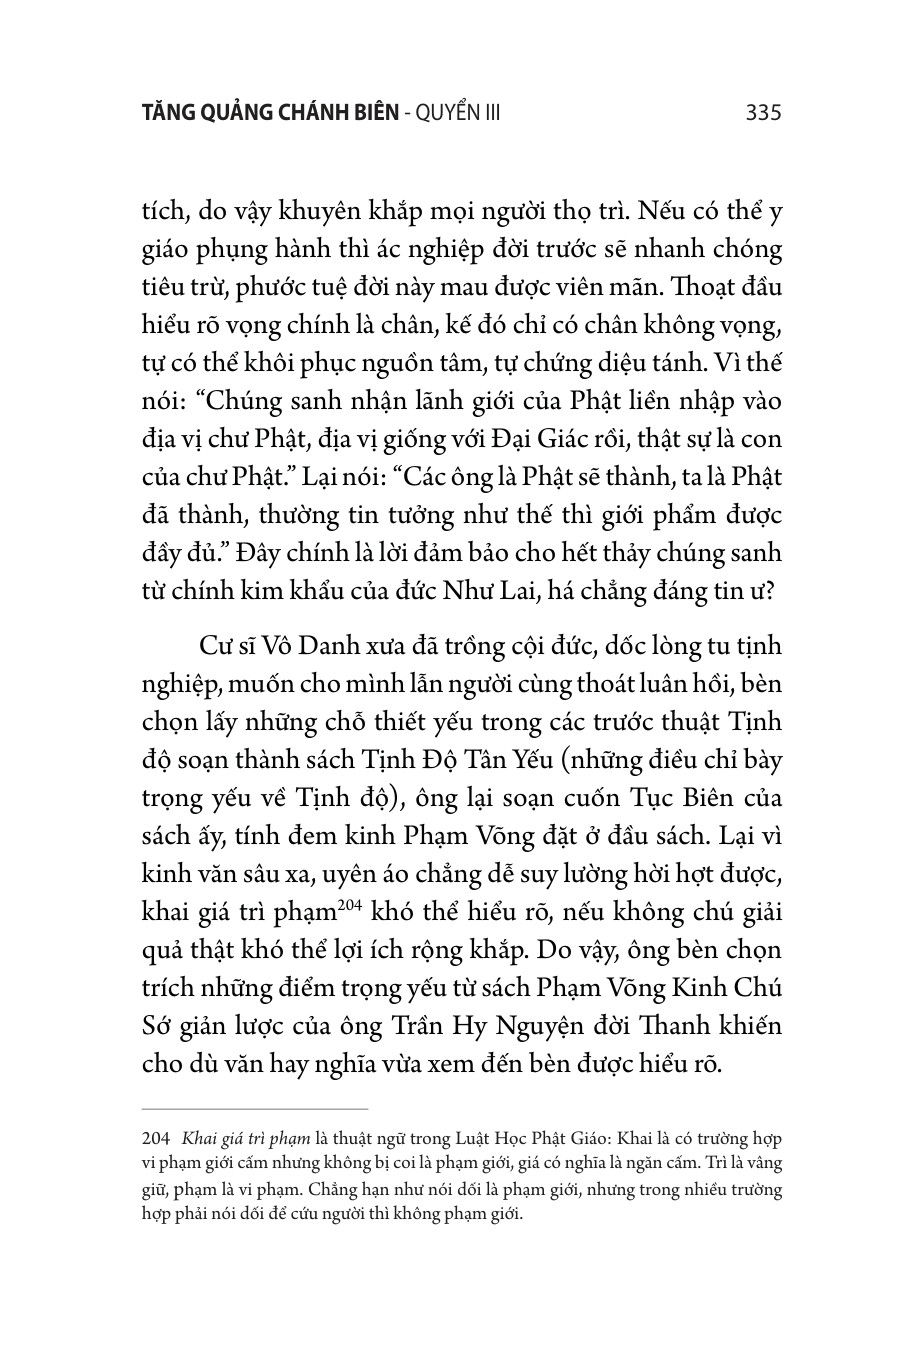 TĂNG QUẢNG CHÁNH BIÊN - QUYỂN III 335
tích, do vậy khuyên khắp mọi người thọ trì. Nếu có thể y
giáo phụng hành thì ác nghiệp đời trước sẽ nhanh chóng
tiêu trừ, phước tuệ đời này mau được viên mãn. Thoạt đầu
hiểu rõ vọng chính là chân, kế đó chỉ có chân không vọng,
tự có thể khôi phục nguồn tâm, tự chứng diệu tánh. Vì thế
nói: “Chúng sanh nhận lãnh giới của Phật liền nhập vào
địa vị chư Phật, địa vị giống với Đại Giác rồi, thật sự là con
của chư Phật.” Lại nói: “Các ông là Phật sẽ thành, ta là Phật
đã thành, thường tin tưởng như thế thì giới phẩm được
đầy đủ.” Đây chính là lời đảm bảo cho hết thảy chúng sanh
từ chính kim khẩu của đức Như Lai, há chẳng đáng tin ư?
Cư sĩ Vô Danh xưa đã trồng cội đức, dốc lòng tu tịnh
nghiệp, muốn cho mình lẫn người cùng thoát luân hồi, bèn
chọn lấy những chỗ thiết yếu trong các trước thuật Tịnh
độ soạn thành sách Tịnh Độ Tân Yếu (những điều chỉ bày
trọng yếu về Tịnh độ), ông lại soạn cuốn Tục Biên của
sách ấy, tính đem kinh Phạm Võng đặt ở đầu sách. Lại vì
kinh văn sâu xa, uyên áo chẳng dễ suy lường hời hợt được,
khai giá trì phạm204 khó thể hiểu rõ, nếu không chú giải
quả thật khó thể lợi ích rộng khắp. Do vậy, ông bèn chọn
trích những điểm trọng yếu từ sách Phạm Võng Kinh Chú
Sớ giản lược của ông Trần Hy Nguyện đời Thanh khiến
cho dù văn hay nghĩa vừa xem đến bèn được hiểu rõ.
204 Khai giá trì phạm là thuật ngữ trong Luật Học Phật Giáo: Khai là có trường hợp
vi phạm giới cấm nhưng không bị coi là phạm giới, giá có nghĩa là ngăn cấm. Trì là vâng
giữ, phạm là vi phạm. Chẳng hạn như nói dối là phạm giới, nhưng trong nhiều trường
hợp phải nói dối để cứu người thì không phạm giới.